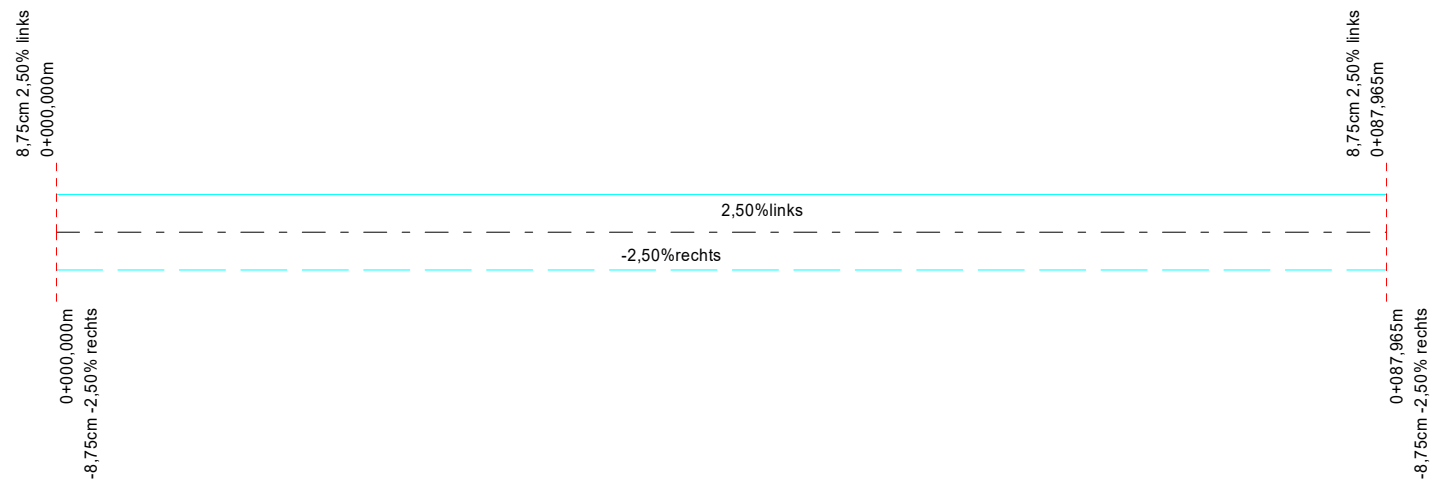 8,75cm 2,50% links
0+000,000m
8,75cm 2,50% links
0+087,965m
2,50%links
-2,50%rechts
0+000,000m
-8,75cm -2,50% rechts
0+087,965m
-8,75cm -2,50% rechts